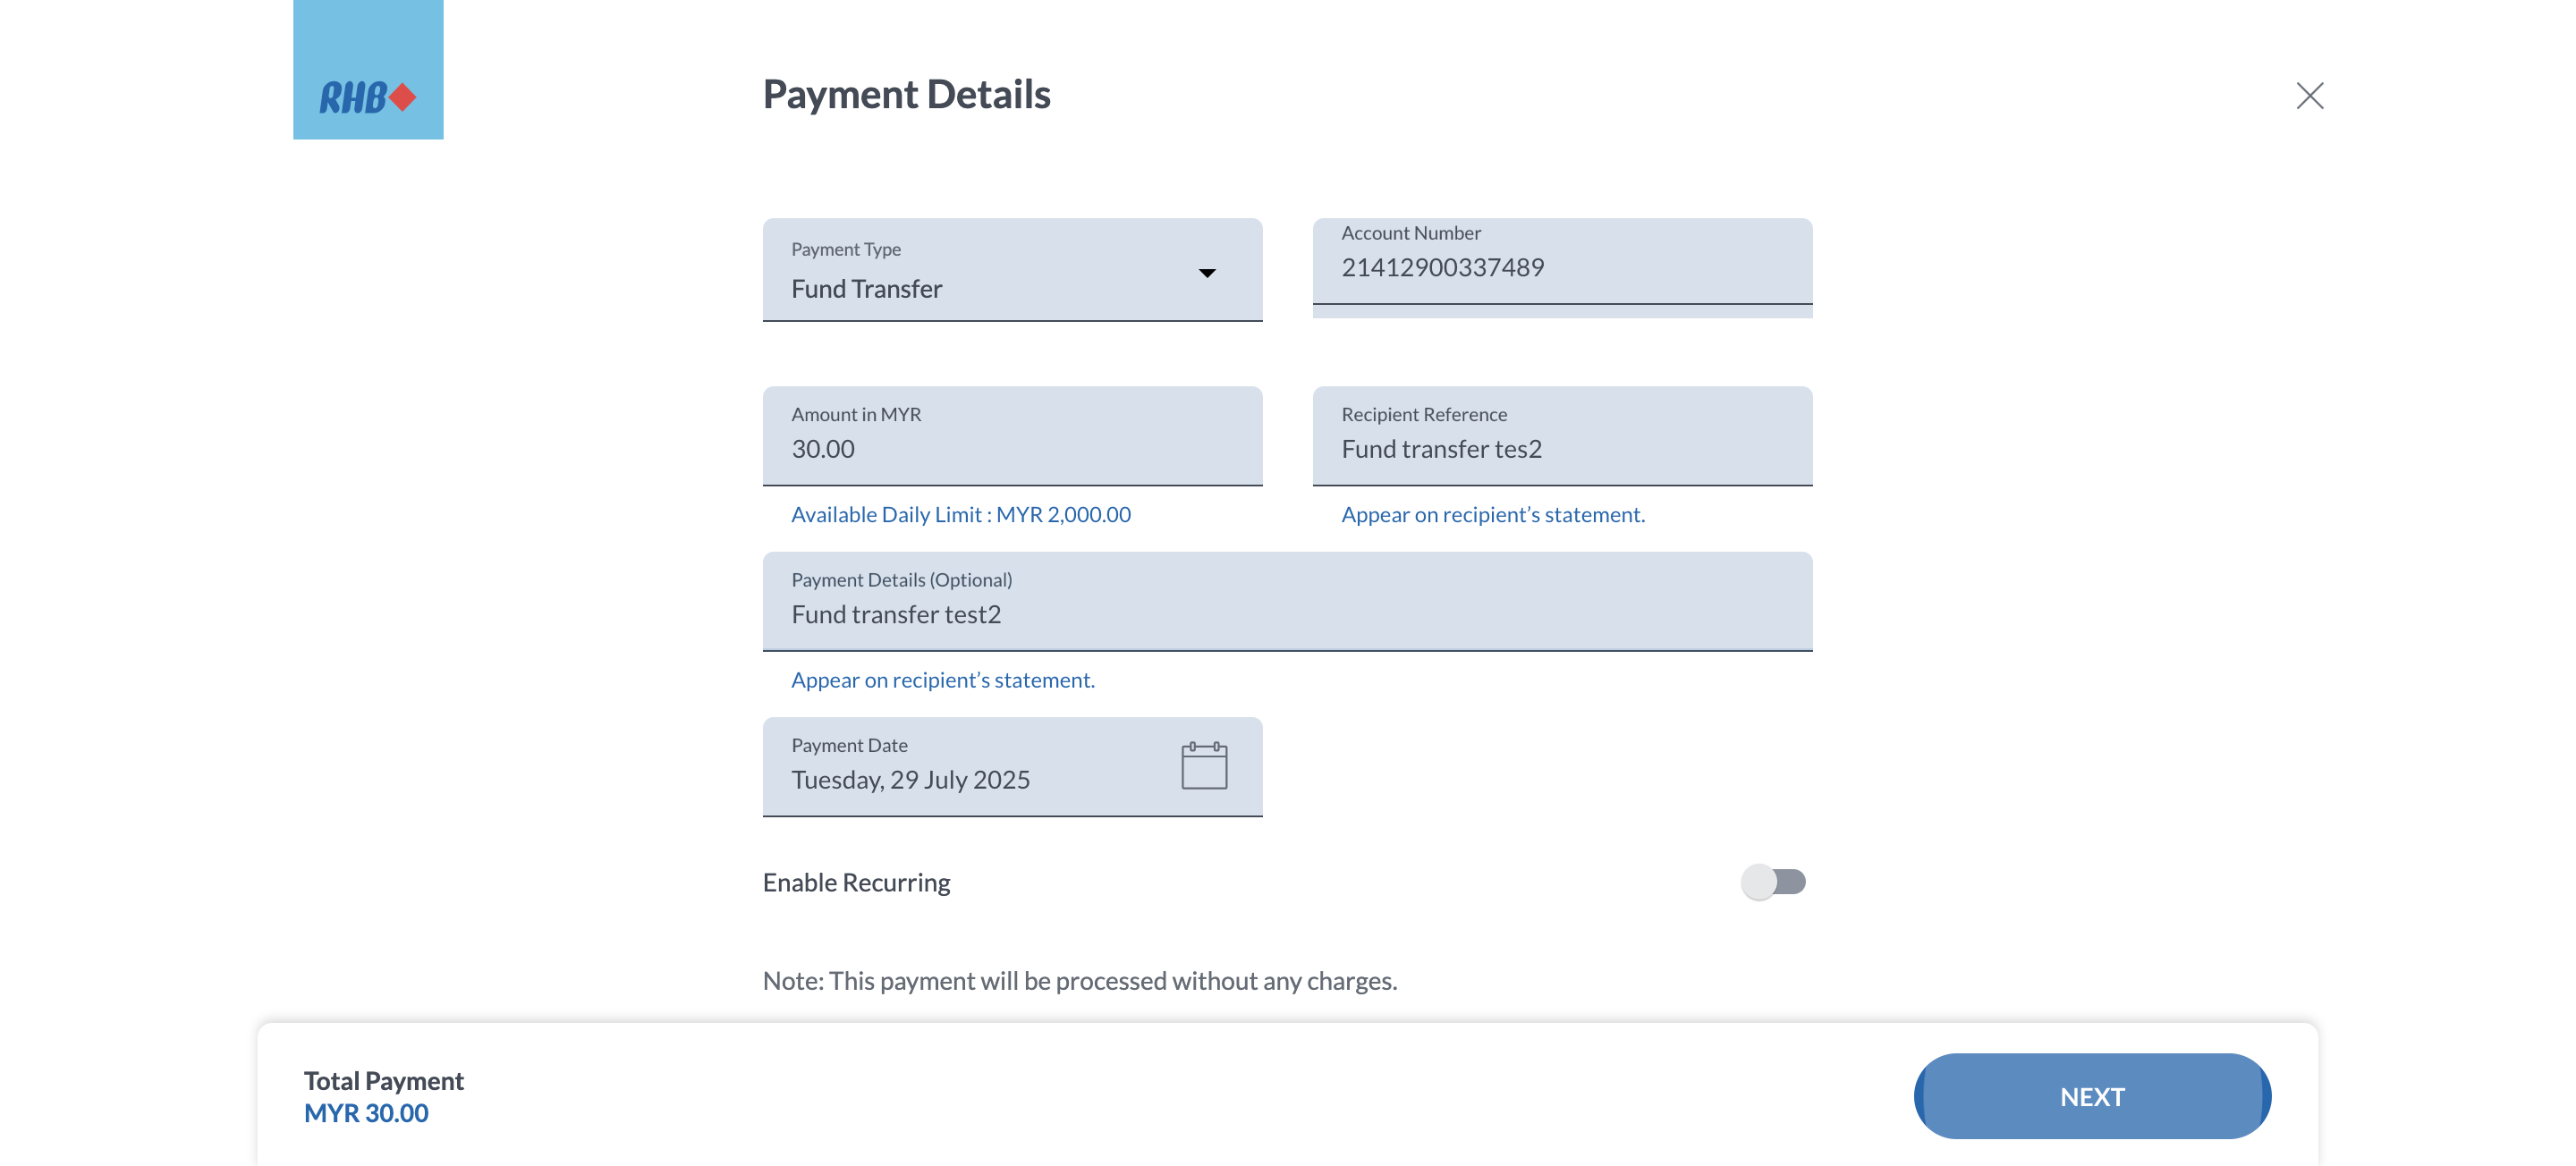 RHB
Payment Details
Payment Type
Fund Transfer
Account Number
21412900337489
Amount in MYR
30.00
Recipient Reference
Fund transfer tes2
Available Daily Limit : MYR 2,000.00
Appear on recipient’s statement.
Payment Details (Optional)
Fund transfer test2
Appear on recipient’s statement.
Payment Date
Tuesday, 29 July 2025
Enable Recurring
Note: This payment will be processed without any charges.
Total Payment
MYR 30.00
NEXT